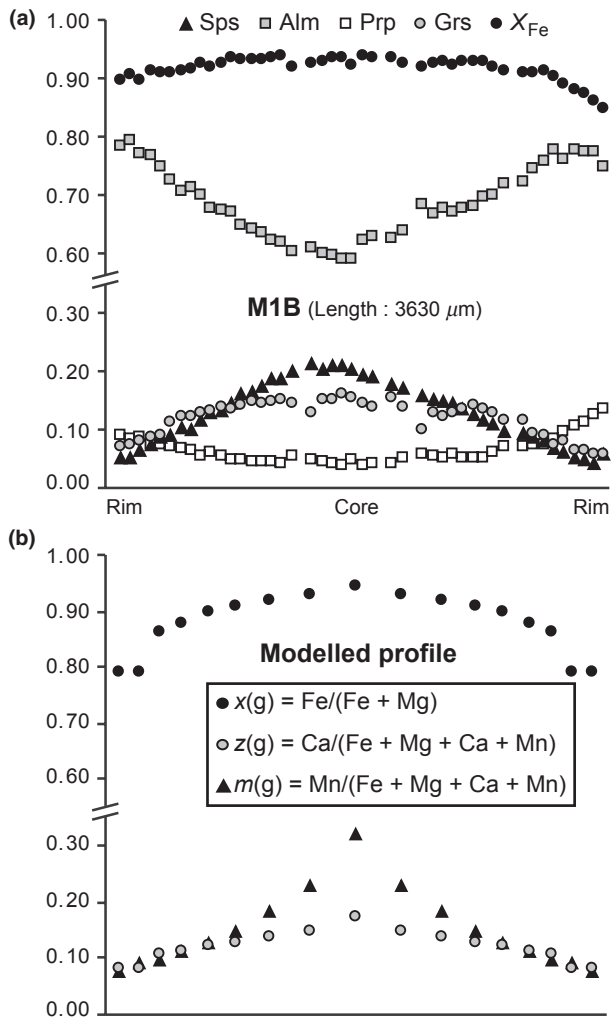 (a) Sps Alm Prp Grs XFe
1.00
0.90
0.80
0.70
0.60
M1B (Length : 3630 μm)
0.30
0.20
0.10
0.00
Rim Core Rim
(b)
1.00
0.90
Modelled profile
0.80
x(g) = Fe/(Fe + Mg)
0.70
z(g) = Ca/(Fe + Mg + Ca + Mn)
0.60
m(g) = Mn/(Fe + Mg + Ca + Mn)
0.30
0.20
0.10
0.00